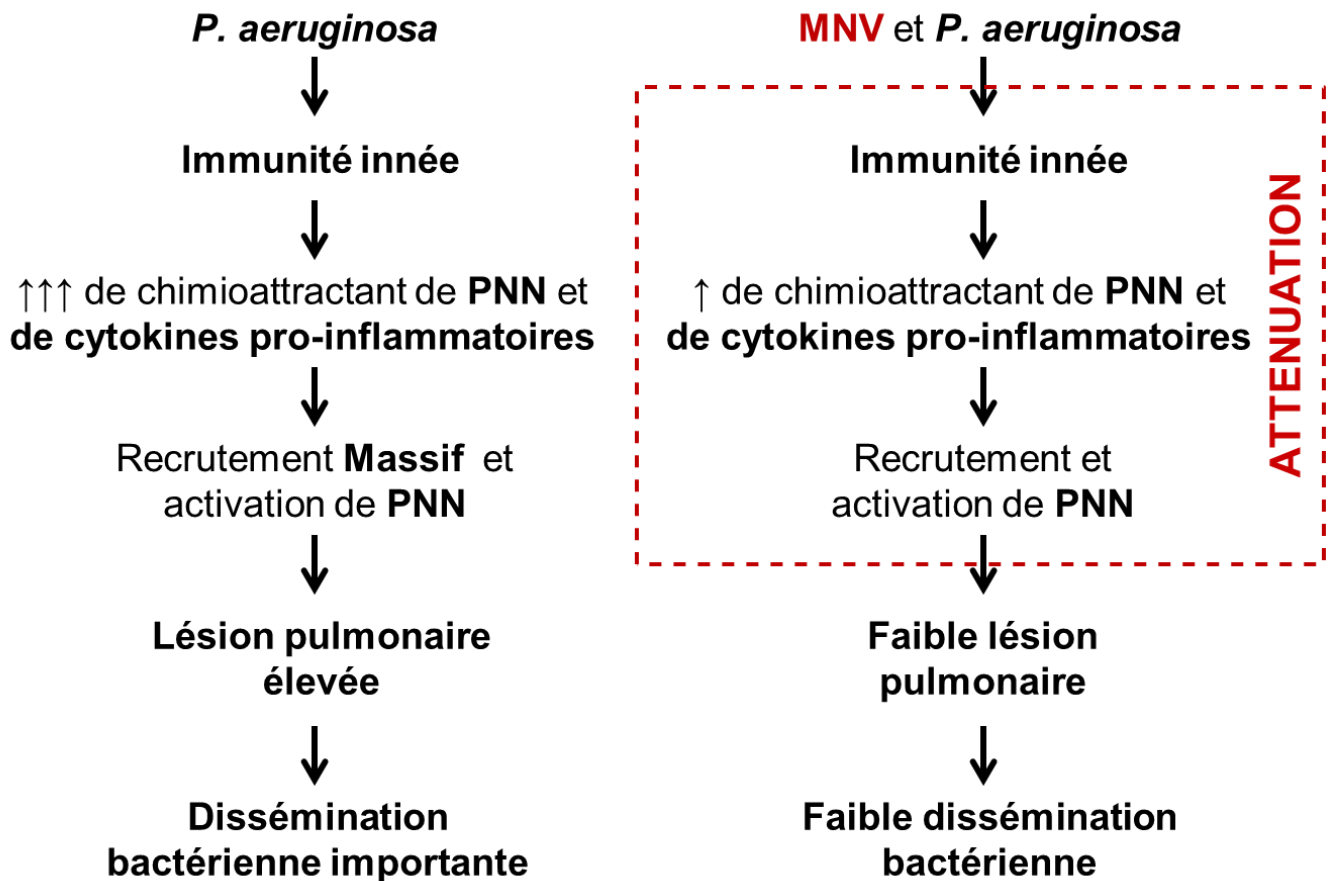 P. aeruginosa
Immunité innée
↑↑↑ de chimioattractant de PNN et
de cytokines pro-inflammatoires
Recrutement Massif et
activation de PNN
Lésion pulmonaire
élevée
Dissémination
bactérienne importante
MNV et P. aeruginosa
Immunité innée
↑ de chimioattractant de PNN et
de cytokines pro-inflammatoires
Recrutement et
activation de PNN
Faible lésion
pulmonaire
Faible dissémination
bactérienne
ATTENUATION